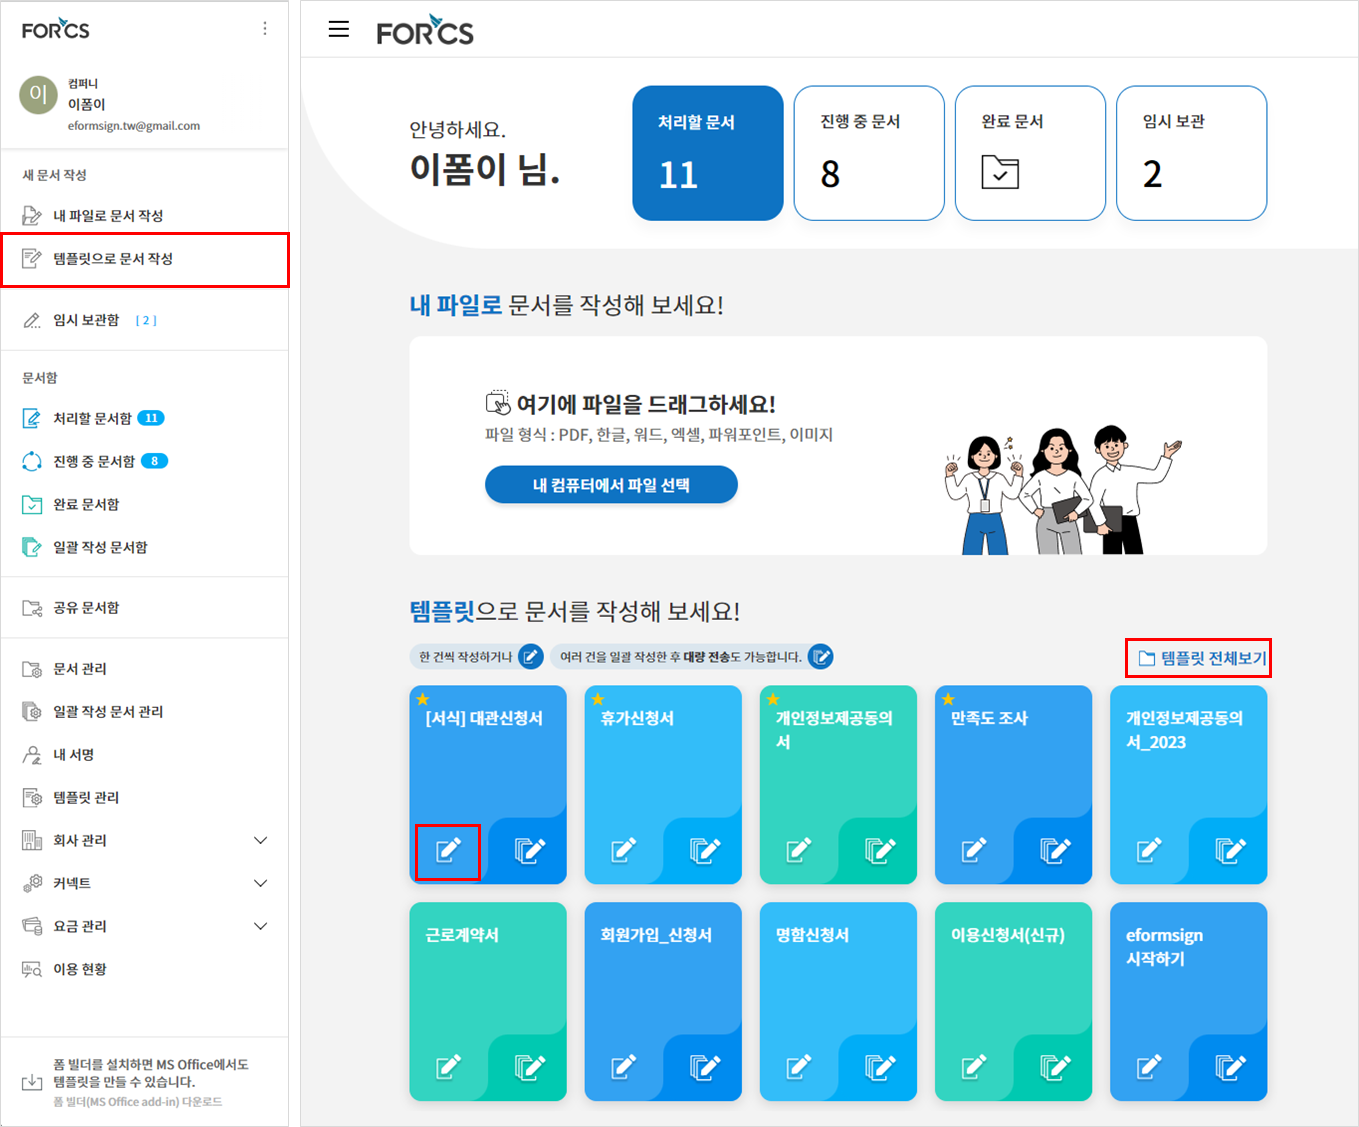 FORCS
이
컴퍼니
이폼이
eformsign.tw@gmail.com
새 문서 작성
내 파일로 문서 작성
템플릿으로 문서 작성
임시 보관함 [ 2 ]
문서함
처리할 문서함 11
진행 중 문서함 8
완료 문서함
일괄 작성 문서함
공유 문서함
문서 관리
일괄 작성 문서 관리
내 서명
템플릿 관리
회사 관리
커넥트
요금 관리
이용 현황
폼 빌더를 설치하면 MS Office에서도
템플릿을 만들 수 있습니다.
폼 빌더(MS Office add-in) 다운로드
FORCS
안녕하세요.
이폼이 님.
처리할 문서
11
진행 중 문서
8
완료 문서
임시 보관
2
내 파일로 문서를 작성해 보세요!
여기에 파일을 드래그하세요!
파일 형식 : PDF, 한글, 워드, 엑셀, 파워포인트, 이미지
내 컴퓨터에서 파일 선택
템플릿으로 문서를 작성해 보세요!
한 건씩 작성하거나
여러 건을 일괄 작성한 후 대량 전송도 가능합니다.
템플릿 전체보기
[서식] 대관신청서
휴가신청서
개인정보제공동의
서
만족도 조사
개인정보제공동의
서_2023
근로계약서
회원가입_신청서
명함신청서
이용신청서(신규)
eformsign
시작하기